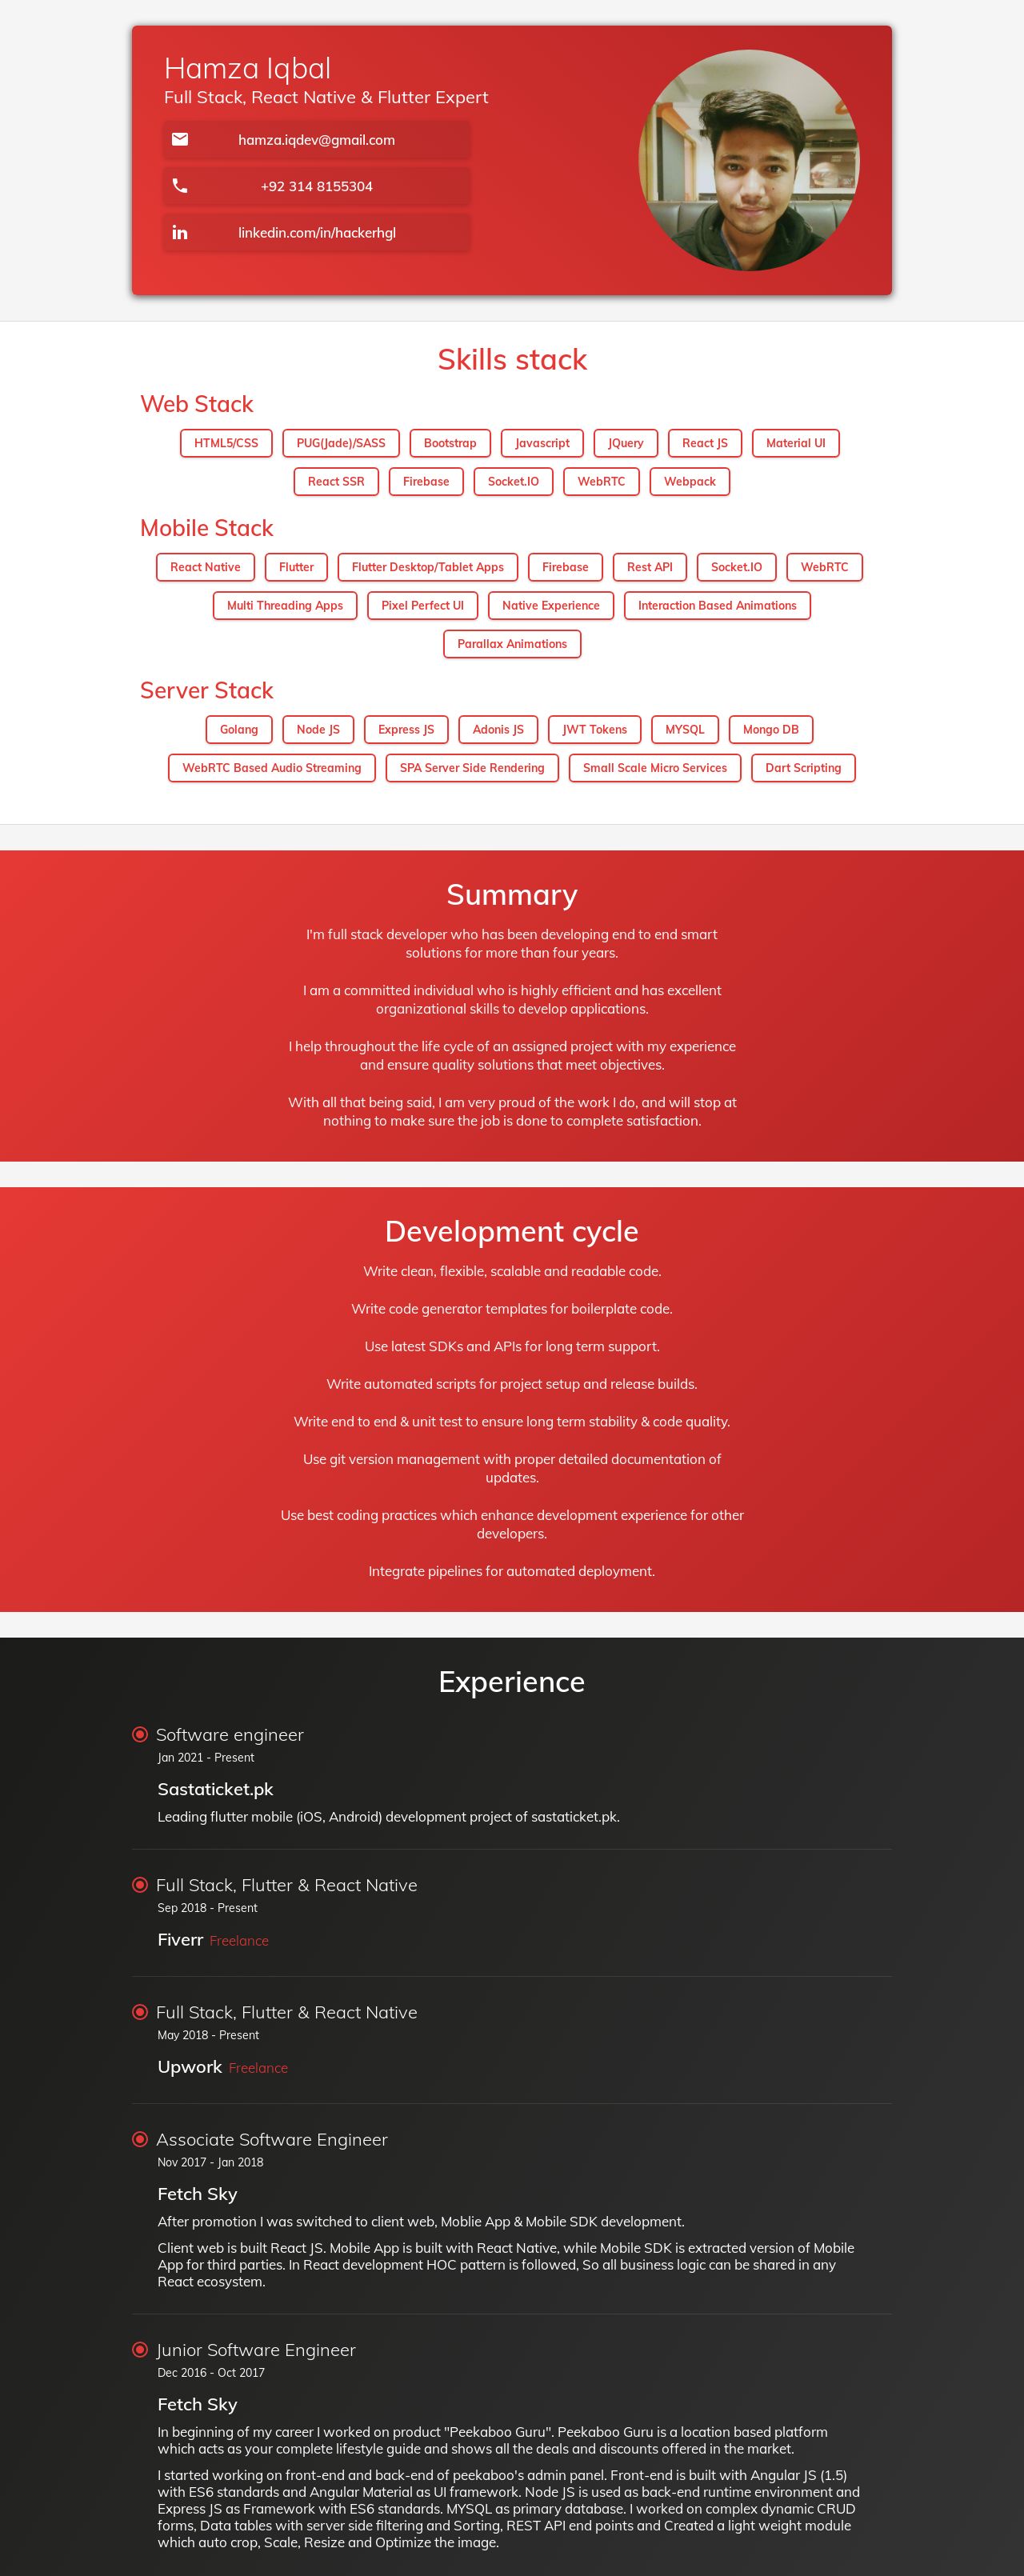 Hamza Iqbal
Full Stack, React Native & Flutter Expert
hamza.iqdev@gmail.com
+92 314 8155304
linkedin.com/in/hackerhgl
Skills stack
Web Stack
HTML5/CSS PUG(Jade)/SASS Bootstrap Javascript JQuery React JS Material UI
React SSR Firebase Socket.IO WebRTC Webpack
Mobile Stack
React Native Flutter Flutter Desktop/Tablet Apps Firebase Rest API Socket.IO WebRTC
Multi Threading Apps Pixel Perfect UI Native Experience Interaction Based Animations
Parallax Animations
Server Stack
Golang Node JS Express JS Adonis JS JWT Tokens MYSQL Mongo DB
WebRTC Based Audio Streaming SPA Server Side Rendering Small Scale Micro Services Dart Scripting
Summary
I'm full stack developer who has been developing end to end smart
solutions for more than four years.
I am a committed individual who is highly efficient and has excellent
organizational skills to develop applications.
I help throughout the life cycle of an assigned project with my experience
and ensure quality solutions that meet objectives.
With all that being said, I am very proud of the work I do, and will stop at
nothing to make sure the job is done to complete satisfaction.
Development cycle
Write clean, flexible, scalable and readable code.
Write code generator templates for boilerplate code.
Use latest SDKs and APIs for long term support.
Write automated scripts for project setup and release builds.
Write end to end & unit test to ensure long term stability & code quality.
Use git version management with proper detailed documentation of
updates.
Use best coding practices which enhance development experience for other
developers.
Integrate pipelines for automated deployment.
Experience
Software engineer
Jan 2021 - Present
Sastaticket.pk
Leading flutter mobile (iOS, Android) development project of sastaticket.pk.
Full Stack, Flutter & React Native
Sep 2018 - Present
Fiverr Freelance
Full Stack, Flutter & React Native
May 2018 - Present
Upwork Freelance
Associate Software Engineer
Nov 2017 - Jan 2018
Fetch Sky
After promotion I was switched to client web, Moblie App & Mobile SDK development.
Client web is built React JS. Mobile App is built with React Native, while Mobile SDK is extracted version of Mobile
App for third parties. In React development HOC pattern is followed, So all business logic can be shared in any
React ecosystem.
Junior Software Engineer
Dec 2016 - Oct 2017
Fetch Sky
In beginning of my career I worked on product "Peekaboo Guru". Peekaboo Guru is a location based platform
which acts as your complete lifestyle guide and shows all the deals and discounts offered in the market.
I started working on front-end and back-end of peekaboo's admin panel. Front-end is built with Angular JS (1.5)
with ES6 standards and Angular Material as UI framework. Node JS is used as back-end runtime environment and
Express JS as Framework with ES6 standards. MYSQL as primary database. I worked on complex dynamic CRUD
forms, Data tables with server side filtering and Sorting, REST API end points and Created a light weight module
which auto crop, Scale, Resize and Optimize the image.